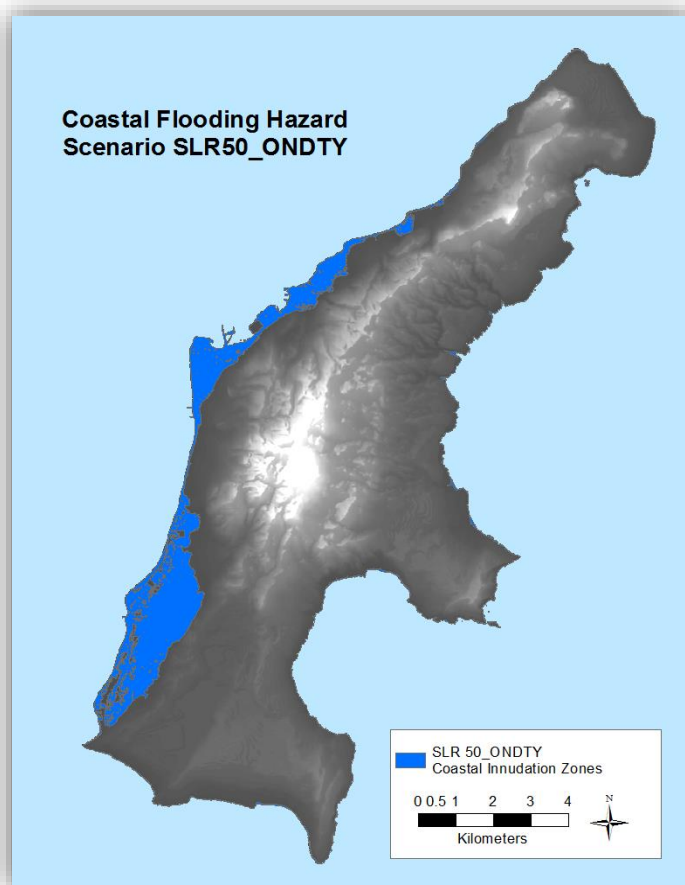 Coastal Flooding Hazard
Scenario SLR50_ONDTY
SLR 50_ONDTY
Coastal Innudation Zones
0 0.5 1 2 3 4
Kilometers
N